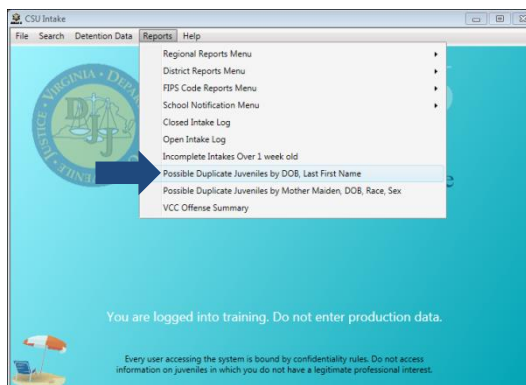 CSU Intake
File Search Detention Data Reports Help
Regional Reports Menu
District Reports Menu
FIPS Code Reports Menu
School Notification Menu
Closed Intake Log
Open Intake Log
Incomplete Intakes Over 1 week old
Possible Duplicate Juveniles by DOB, Last First Name
Possible Duplicate Juveniles by Mother Maiden, DOB, Race, Sex
VCC Offense Summary
VIRGINIA
DJJ
JUSTICE
You are logged into training. Do not enter production data.
Every user accessing the system is bound by confidentiality rules. Do not access
information on juveniles in which you do not have a legitimate professional interest.